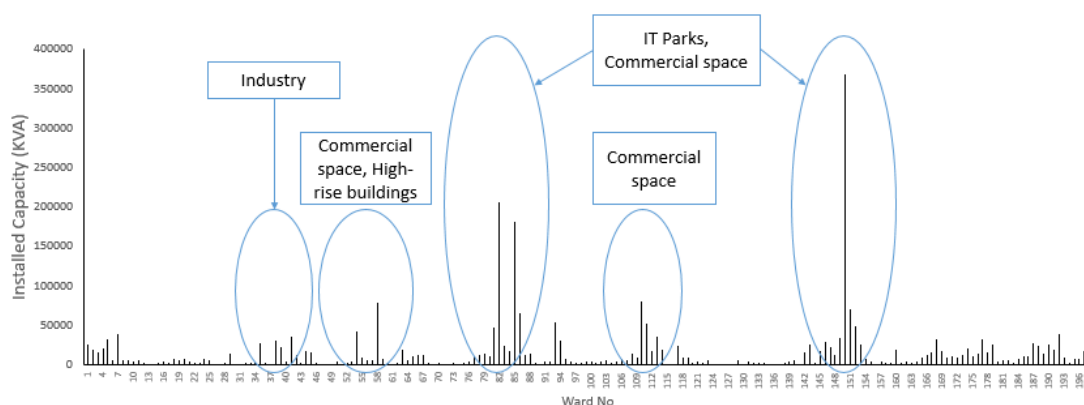 IT Parks,
Commercial space
Industry
Commercial
space, High-
rise buildings
Commercial
space
Installed Capacity (KVA)
400000
350000
300000
250000
200000
150000
100000
50000
0
1 4 7 10 13 16 19 22 25 28 31 34 37 40 43 46 49 52 55 58 61 64 67 70 73 76 79 82 85 88 91 94 97 100 103 106 109 112 115 118 121 124 127 130 133 136 139 142 145 148 151 154 157 160 163 166 169 172 175 178 181 184 187 190 193 196
Ward No